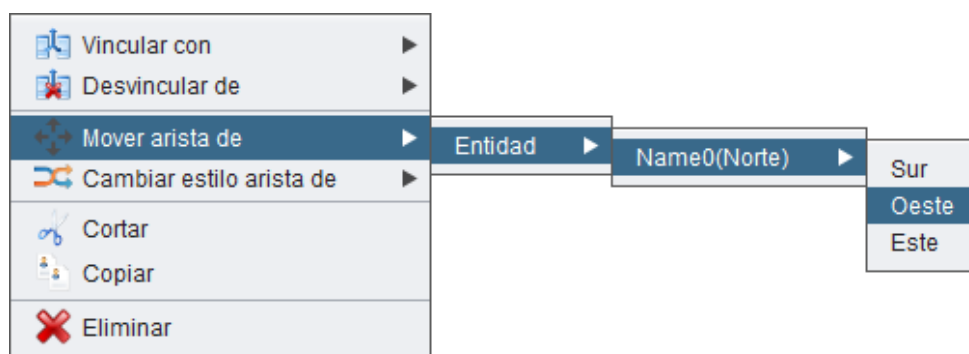 Vincular con
Desvincular de
Mover arista de
Entidad
Name0(Norte)
Sur
Oeste
Este
Cambiar estilo arista de
Cortar
Copiar
Eliminar